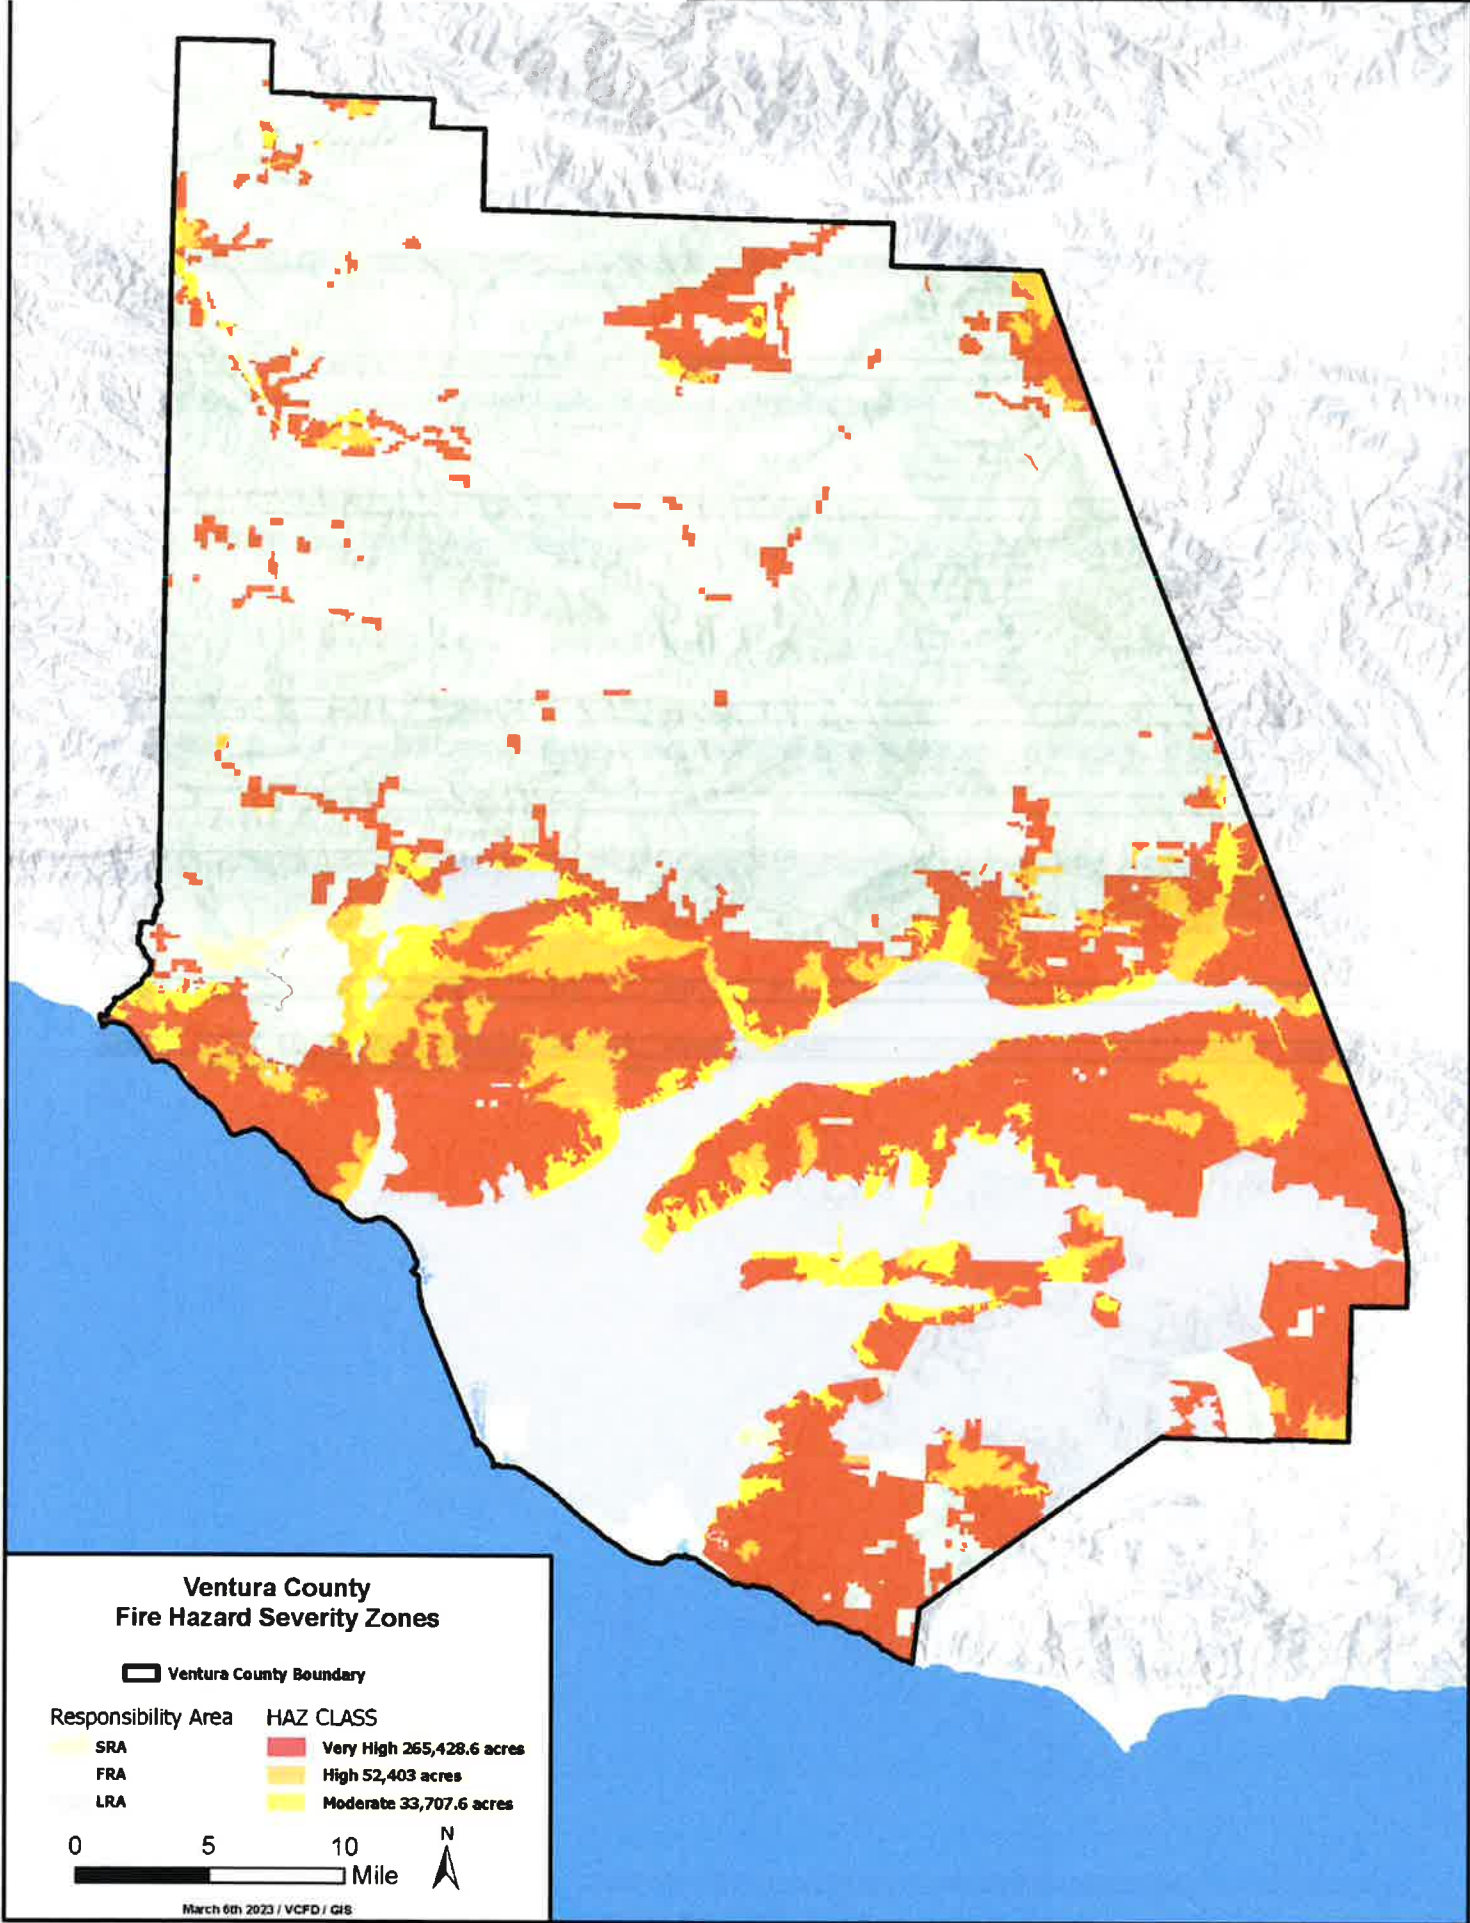 Ventura County
Fire Hazard Severity Zones
Ventura County Boundary
Responsibility Area HAZ CLASS
SRA Very High 265,428.6 acres
FRA High 52,403 acres
LRA Moderate 33,707.6 acres
0 5 10 N
Mile
March 6th 2023 / VCFD / GIS